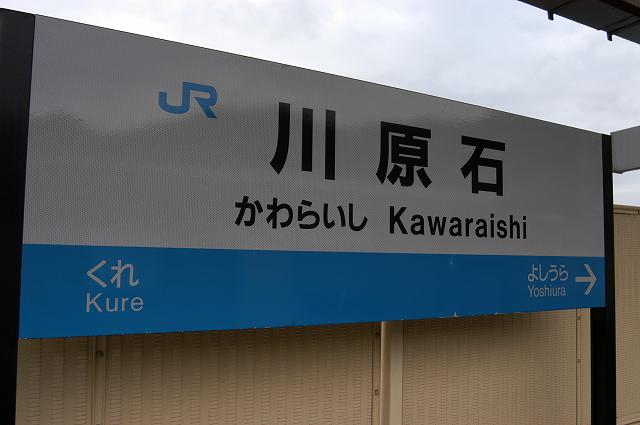 JR
川原石
かわらいし Kawaraishi
くれ
Kure
よしうら →
Yoshiura